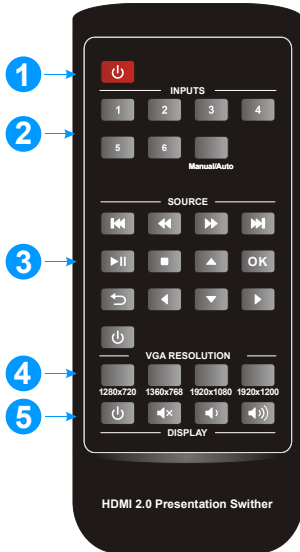 1
INPUTS
1 2 3 4
2
5 6
Manual/Auto
SOURCE
3
OK
VGA RESOLUTION
4
1280x720 1360x768 1920x1080 1920x1200
5
DISPLAY
HDMI 2.0 Presentation Swither